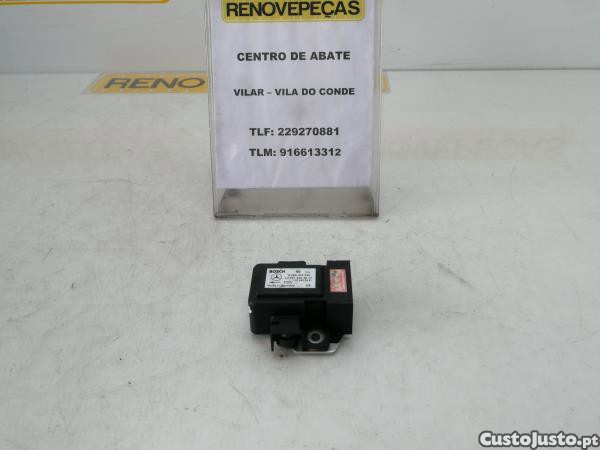 RENOVEPEÇAS
CENTRO DE ABATE
VILAR – VILA DO CONDE
TLF: 229270881
TLM: 916613312
RENO
BOSCH
CustoJusto.pt